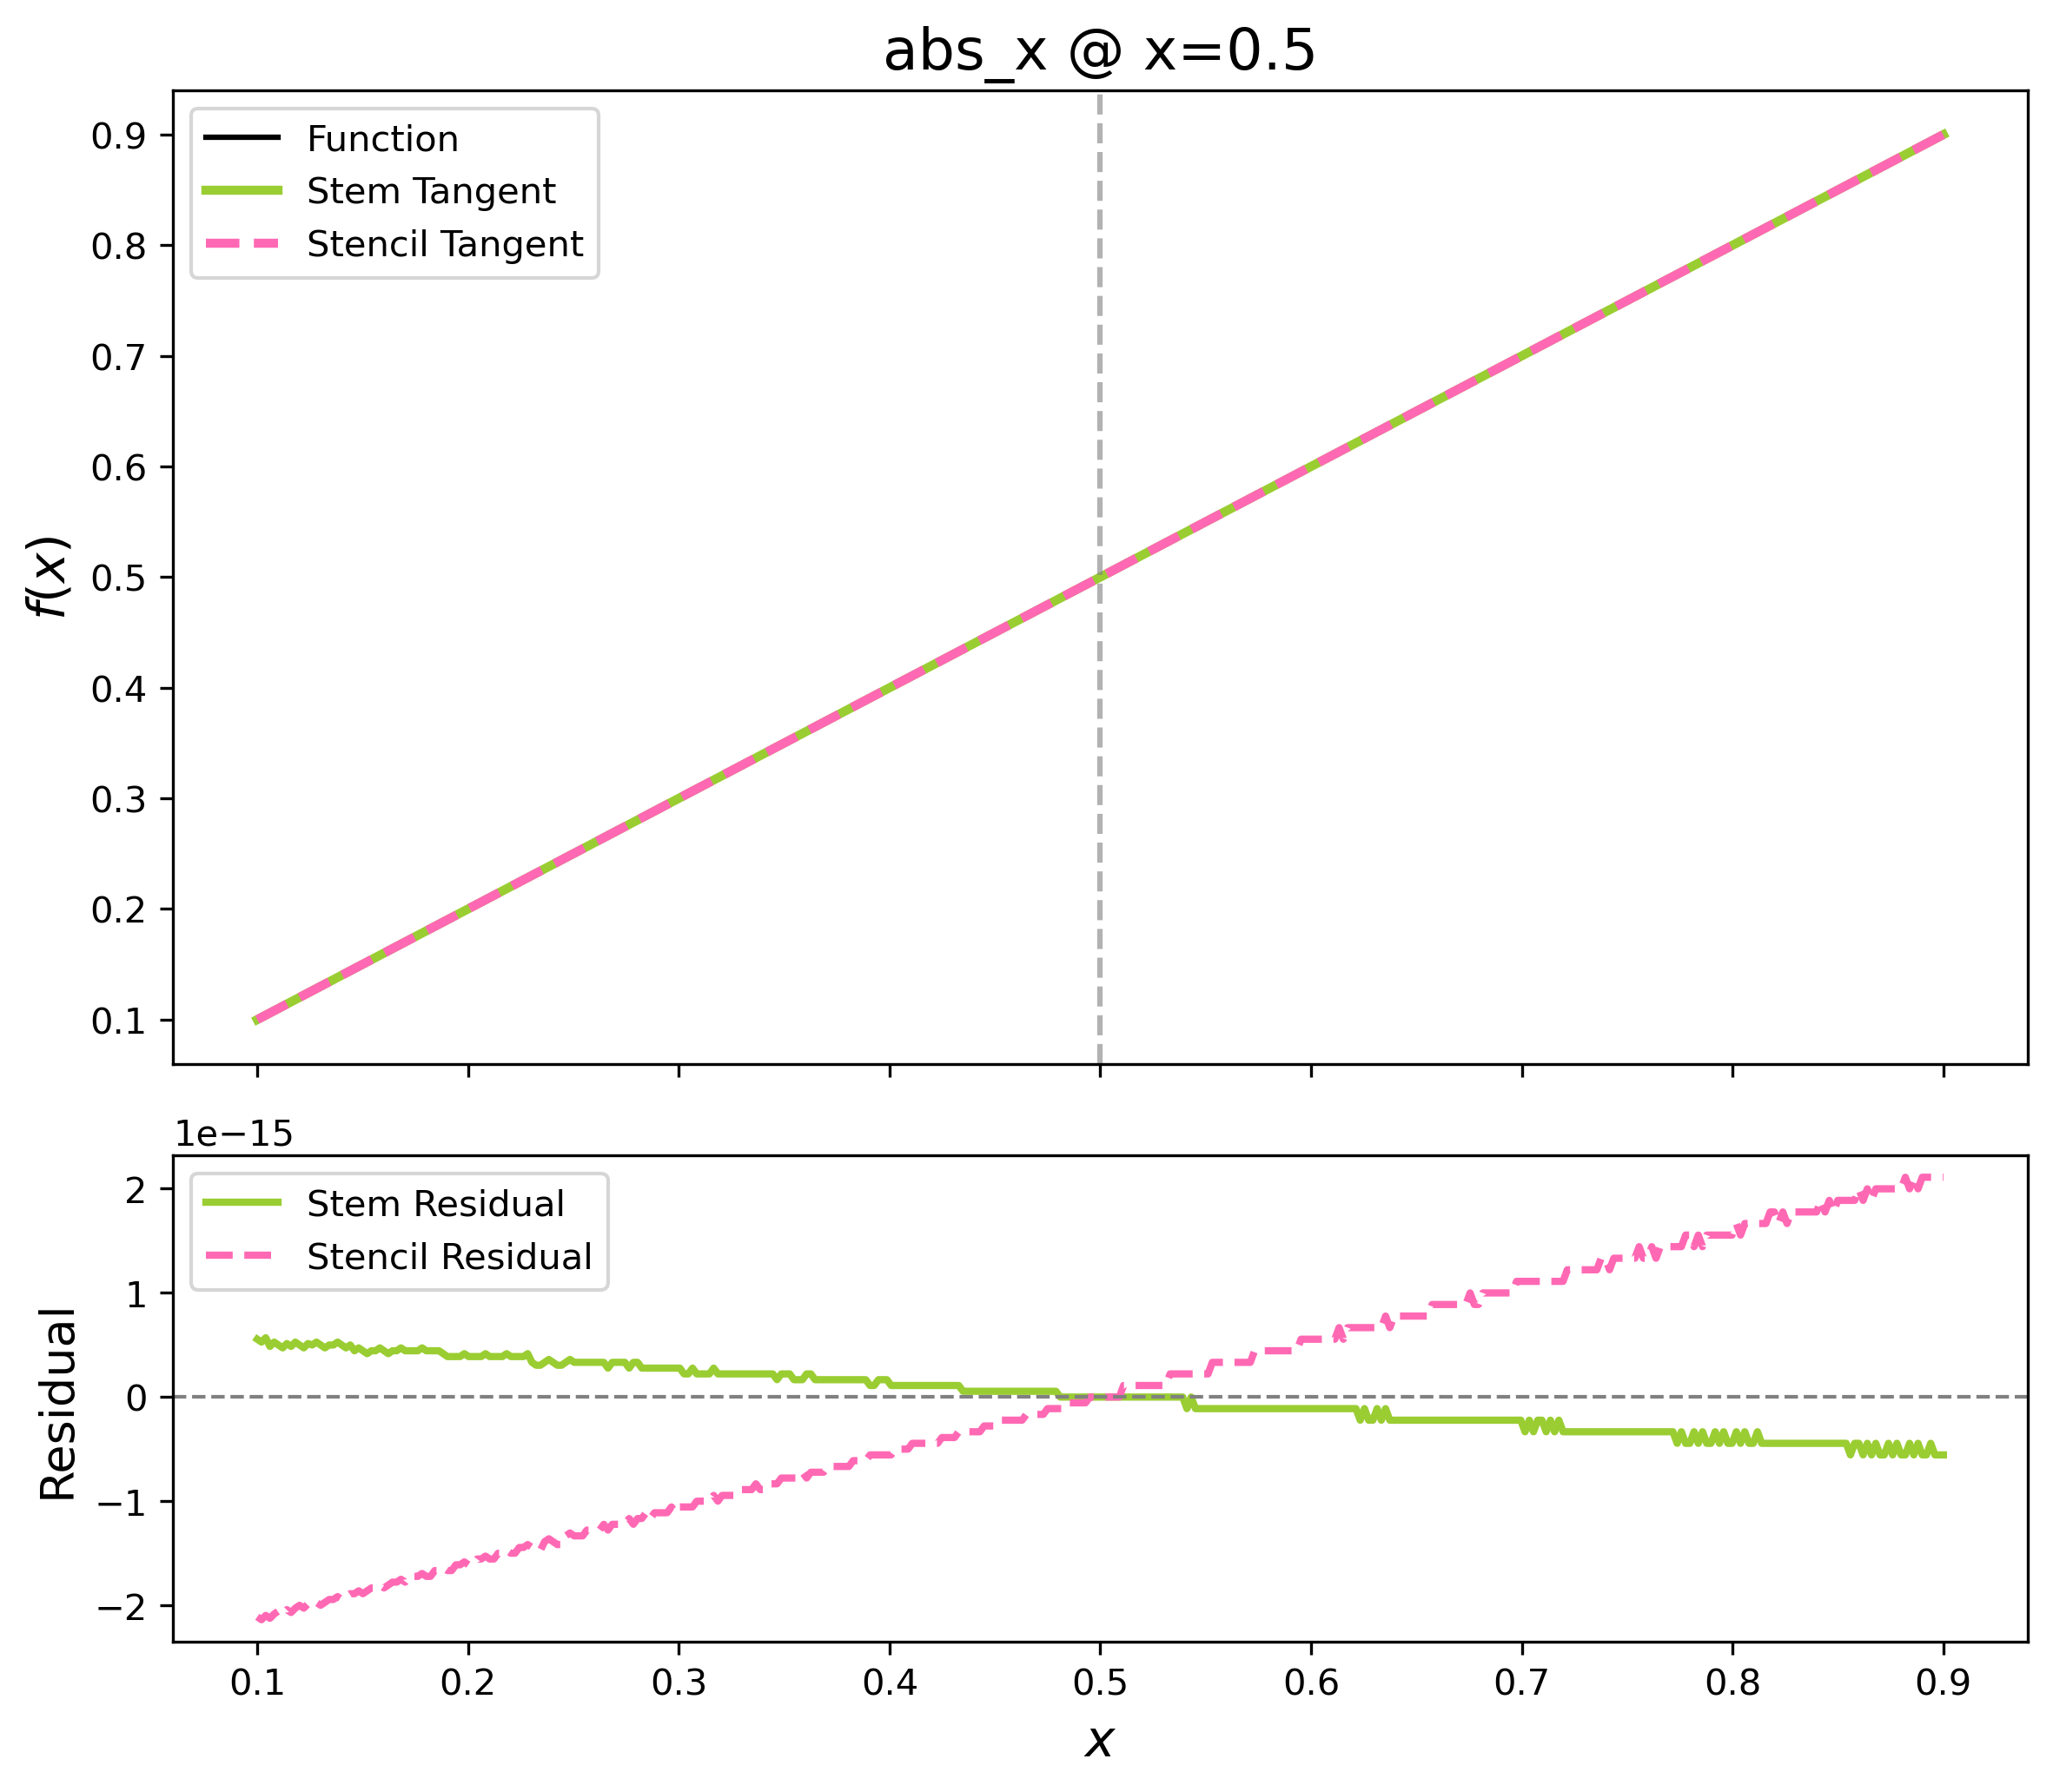 abs_x @ x=0.5
Function
Stem Tangent
Stencil Tangent
0.9
0.8
0.7
0.6
0.5
0.4
0.3
0.2
0.1
f(x)
1e−15
Stem Residual
Stencil Residual
2
1
0
−1
−2
Residual
0.1 0.2 0.3 0.4 0.5 0.6 0.7 0.8 0.9
x